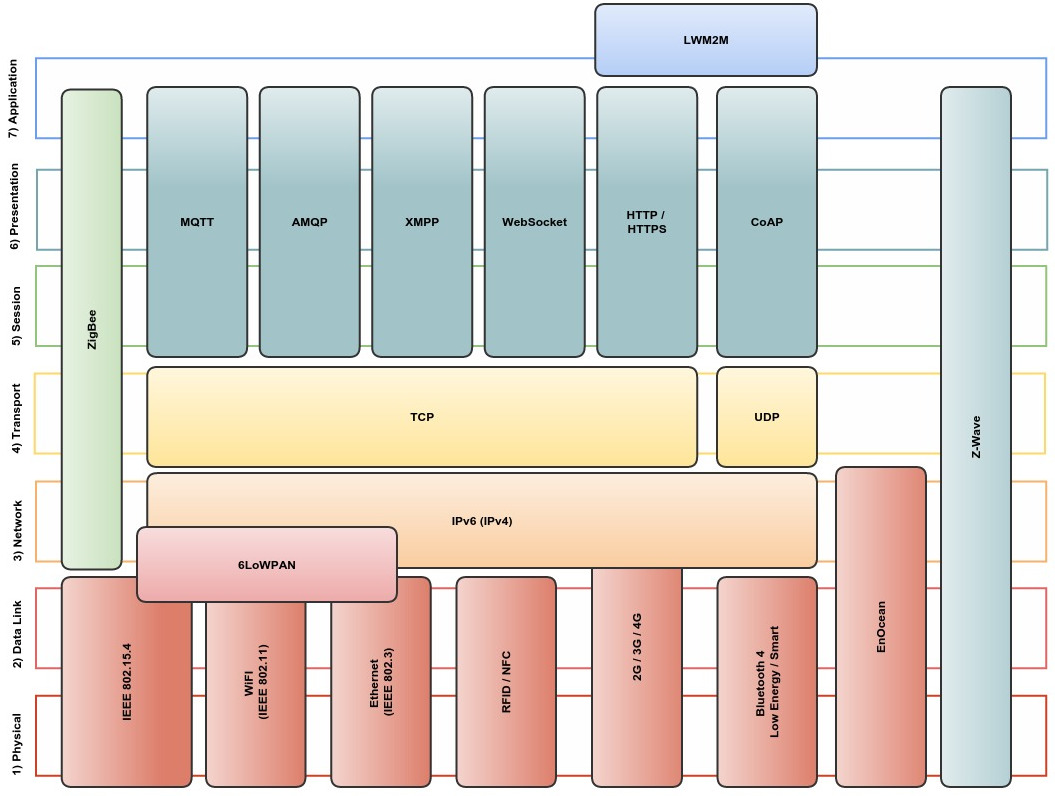 LWM2M
7) Application
6) Presentation
MQTT
AMQP
XMPP
WebSocket
HTTP /
HTTPS
CoAP
5) Session
ZigBee
4) Transport
TCP
UDP
Z-Wave
3) Network
IPv6 (IPv4)
6LoWPAN
2) Data Link
IEEE 802.15.4
WiFI
(IEEE 802.11)
Ethernet
(IEEE 802.3)
RFID / NFC
2G / 3G / 4G
Bluetooth 4
Low Energy / Smart
EnOcean
1) Physical